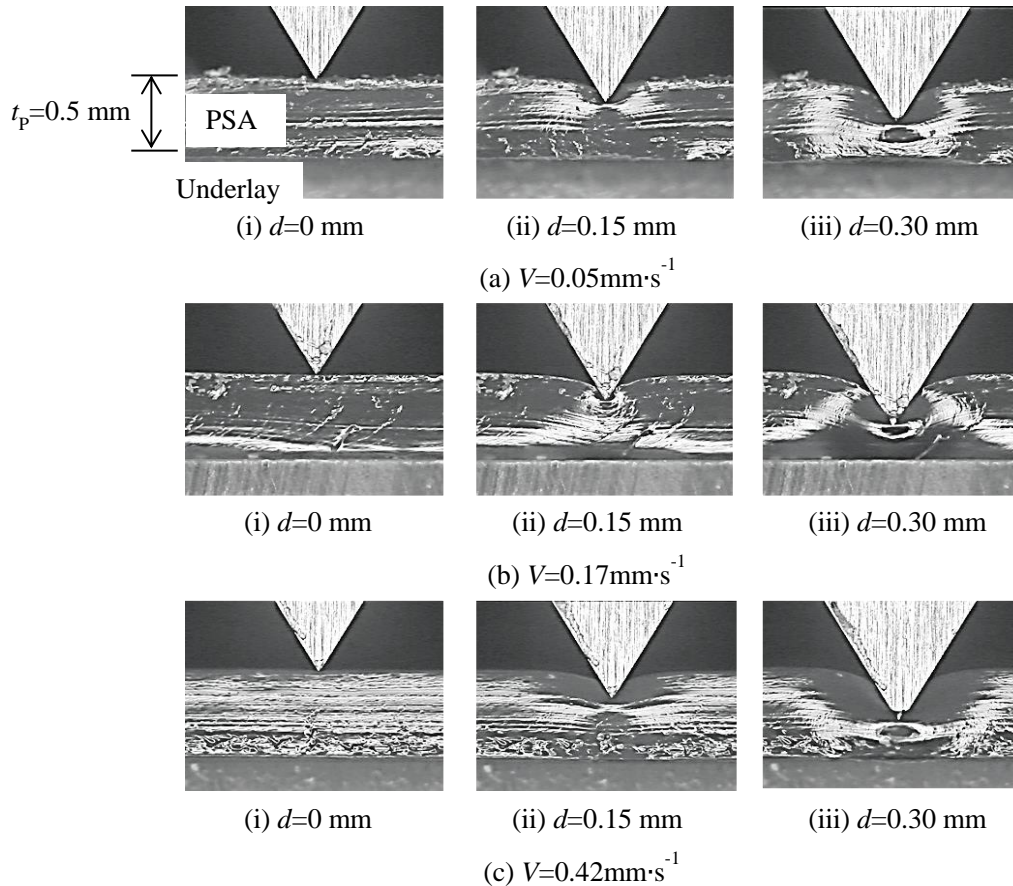 tP=0.5 mm
PSA
Underlay
(i) d=0 mm (ii) d=0.15 mm (iii) d=0.30 mm
(a) V=0.05mm·s-1
(i) d=0 mm (ii) d=0.15 mm (iii) d=0.30 mm
(b) V=0.17mm·s-1
(i) d=0 mm (ii) d=0.15 mm (iii) d=0.30 mm
(c) V=0.42mm·s-1